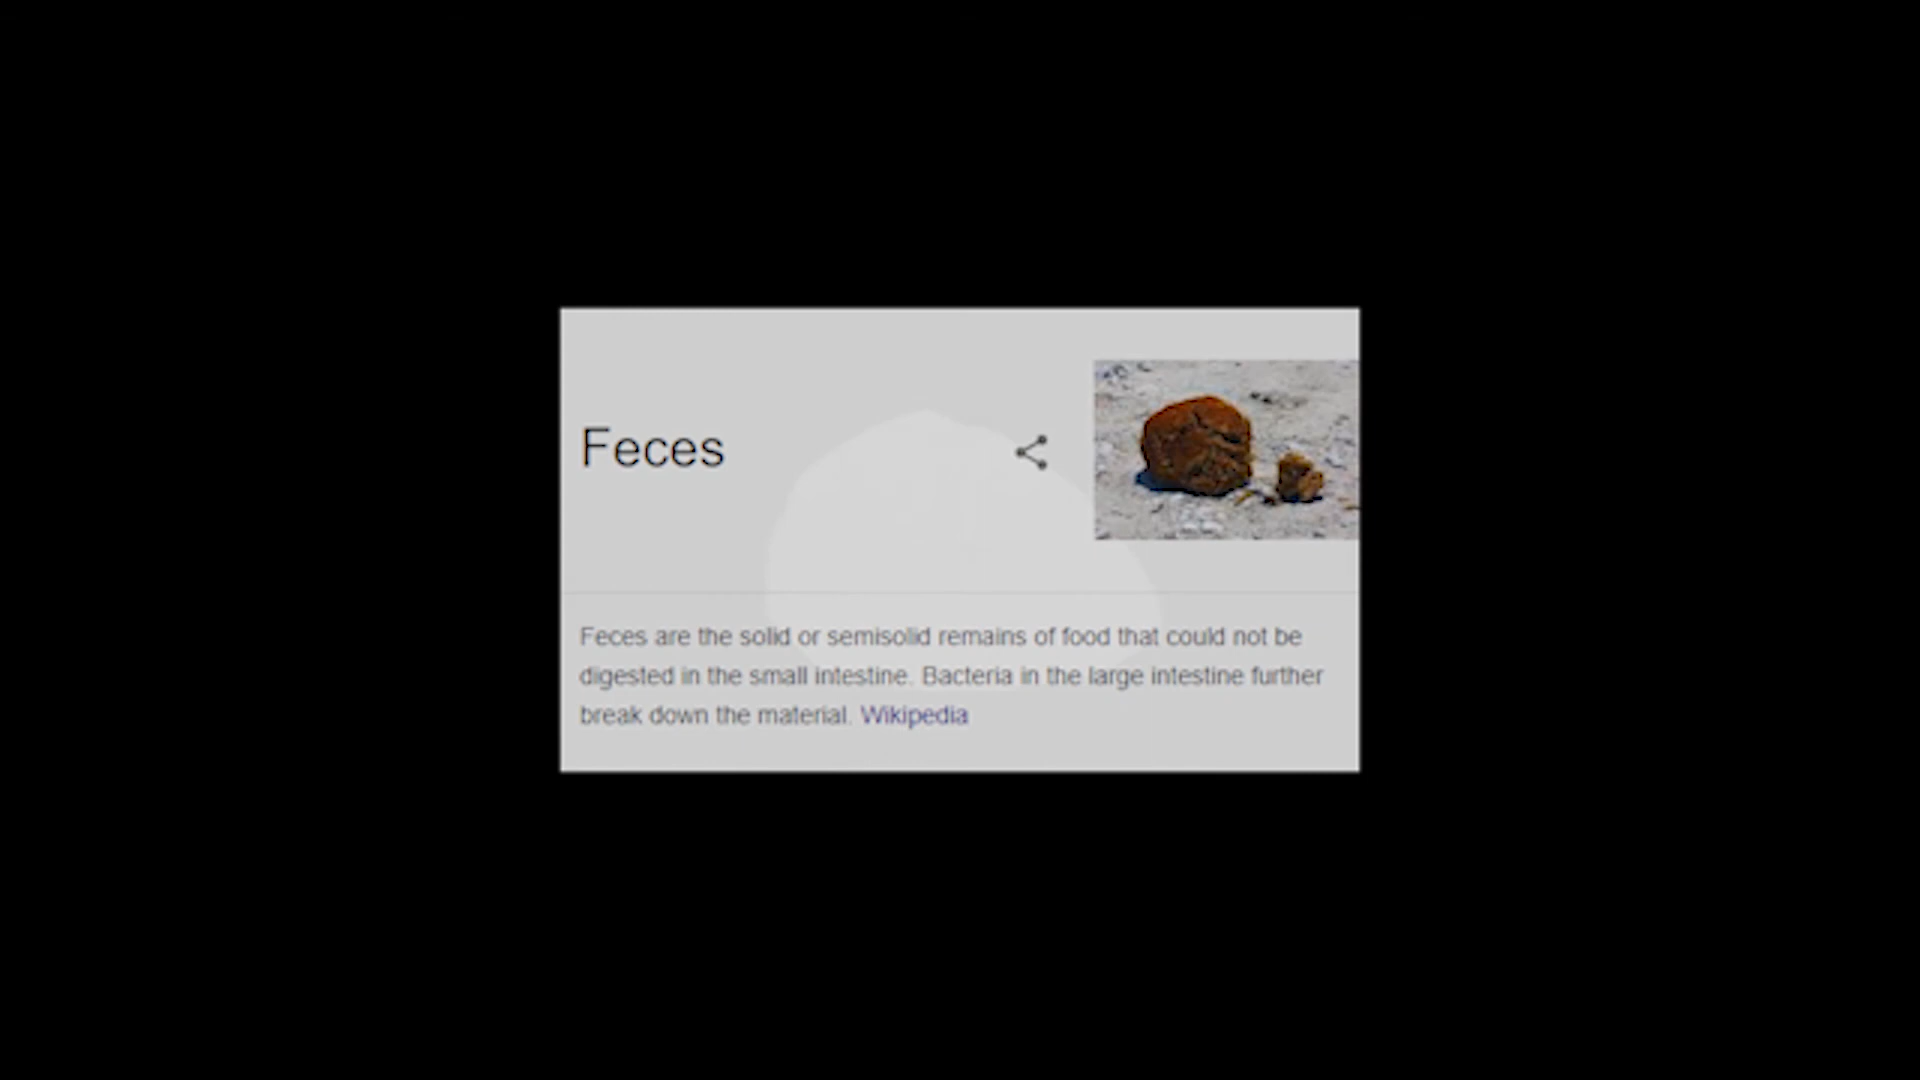 Feces
Feces are the solid or semisolid remains of food that could not be
digested in the small intestine. Bacteria in the large intestine further
break down the material. Wikipedia